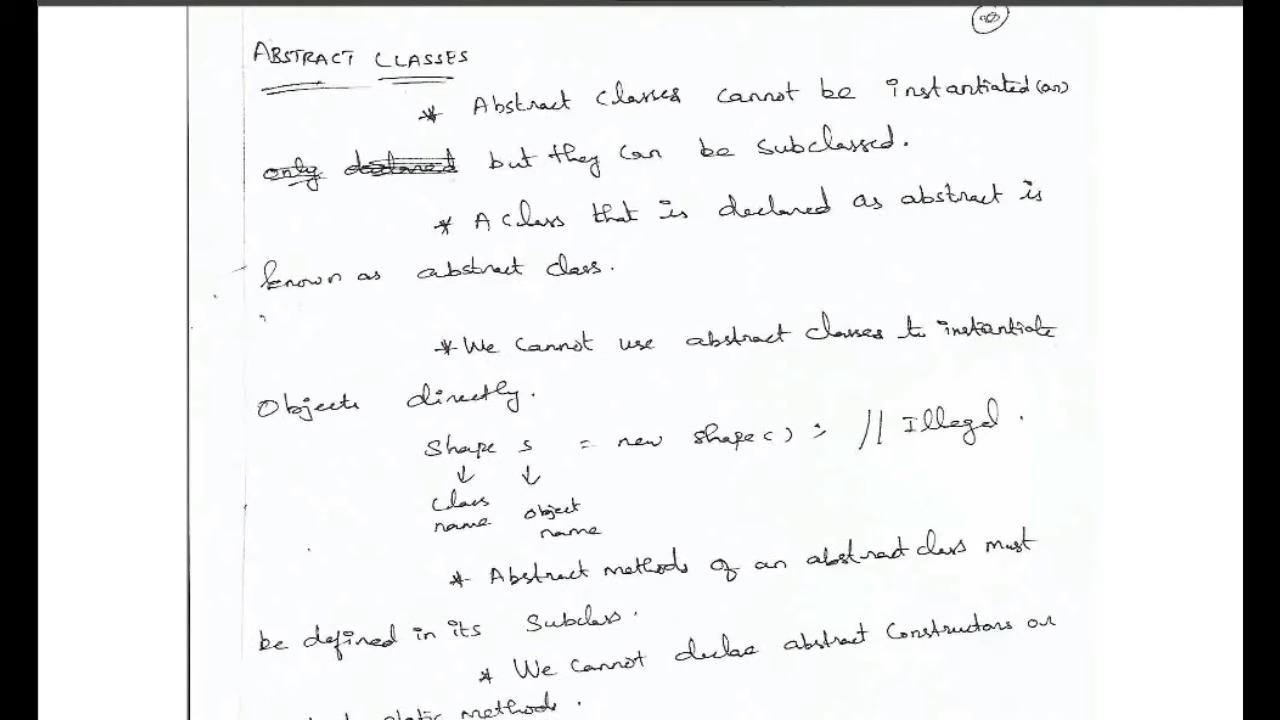 ABSTRACT CLASSES
* Abstract classes cannot be instantiated (or)
only declared but they can be subclassed.
* A class that is declared as abstract is
known as abstract class.
* We cannot use abstract classes to instantiate
Objects directly.
Shape s = new shape(); // Illegal.
class name
object name
* Abstract methods of an abstract class must
be defined in its Subclass.
* We cannot declae abstract Constructors or
static methods.